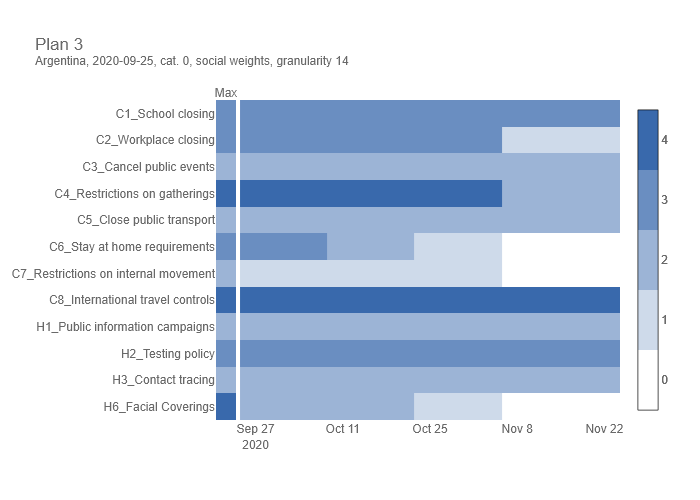 Plan 3
Argentina, 2020-09-25, cat. 0, social weights, granularity 14
Max
C1_School closing
C2_Workplace closing
C3_Cancel public events
C4_Restrictions on gatherings
C5_Close public transport
C6_Stay at home requirements
C7_Restrictions on internal movement
C8_International travel controls
H1_Public information campaigns
H2_Testing policy
H3_Contact tracing
H6_Facial Coverings
Sep 27 Oct 11 Oct 25 Nov 8 Nov 22
2020
4
3
2
1
0